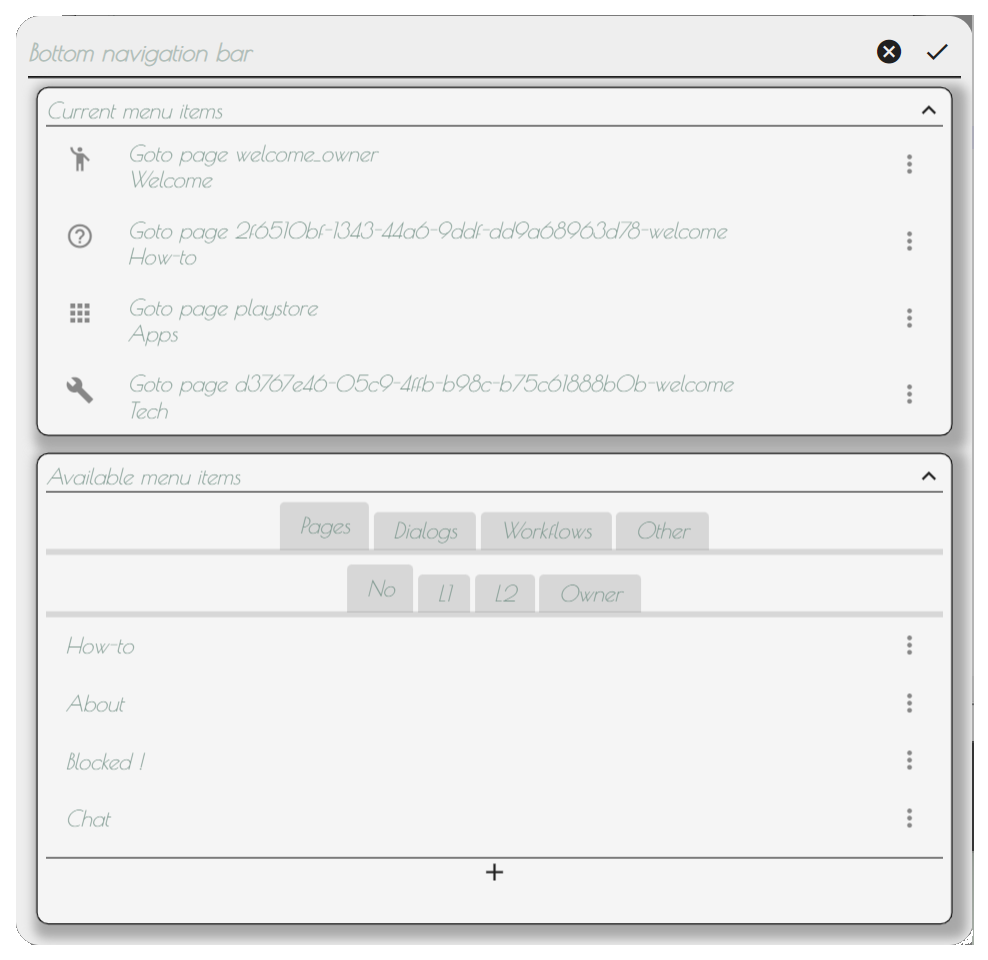 Bottom navigation bar
Current menu items
Goto page welcome_owner
Welcome
Goto page 2f6510bf-1343-44a6-9ddf-dd9a68963d78-welcome
How-to
Goto page playstore
Apps
Goto page d3767e46-05c9-4ffb-b98c-b75c61888b0b-welcome
Tech
Available menu items
Pages Dialogs Workflows Other
No L1 L2 Owner
How-to
About
Blocked !
Chat